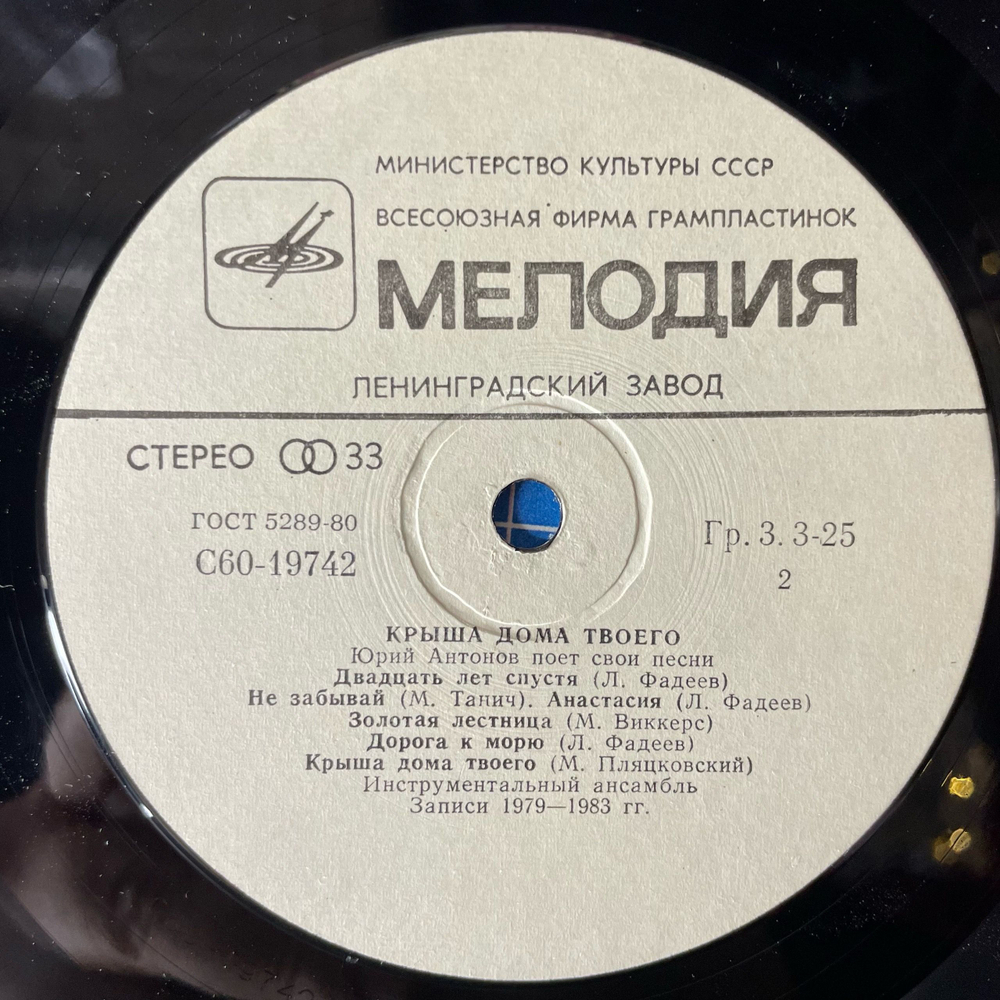 МИНИСТЕРСТВО КУЛЬТУРЫ СССР
ВСЕСОЮЗНАЯ ФИРМА ГРАМПЛАСТИНОК
МЕЛОДИЯ
ЛЕНИНГРАДСКИЙ ЗАВОД
СТЕРЕО 33
ГОСТ 5289-80
С60-19742
Гр. 3. 3-25
2
КРЫША ДОМА ТВОЕГО
Юрий Антонов поет свои песни
Двадцать лет спустя (Л. Фадеев)
Не забывай (М. Танич). Анастасия (Л. Фадеев)
Золотая лестница (М. Виккерс)
Дорога к морю (Л. Фадеев)
Крыша дома твоего (М. Пляцковский)
Инструментальный ансамбль
Записи 1979—1983 гг.